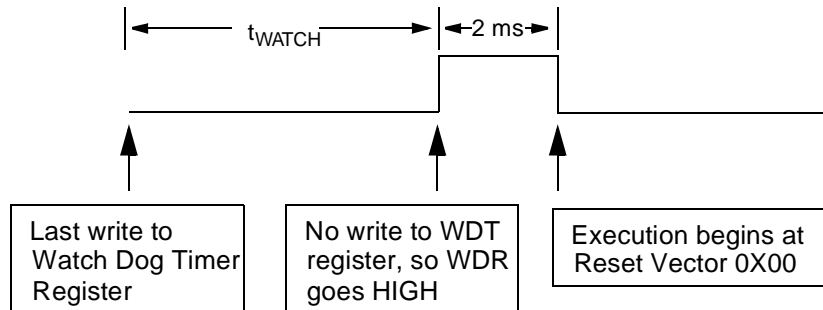 tWATCH
2 ms
Last write to
Watch Dog Timer
Register
No write to WDT
register, so WDR
goes HIGH
Execution begins at
Reset Vector 0X00